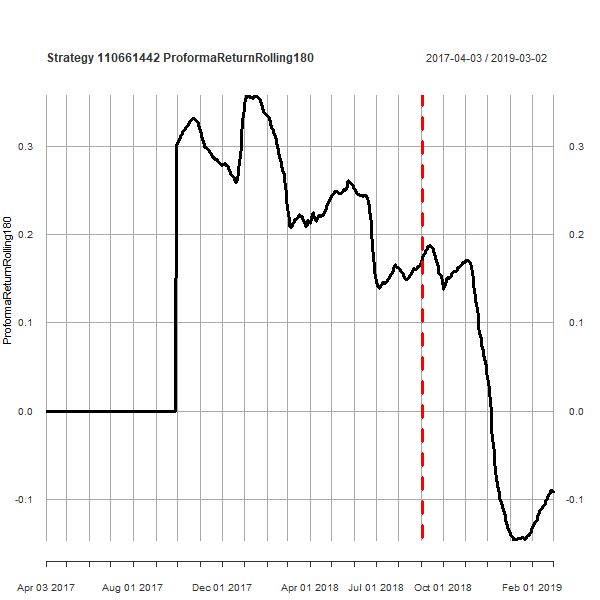 Strategy 110661442 ProformaReturnRolling180
2017-04-03 / 2019-03-02
ProformaReturnRolling180
0.3
0.2
0.1
0.0
-0.1
0.3
0.2
0.1
0.0
-0.1
Apr 03 2017
Aug 01 2017
Dec 01 2017
Apr 01 2018
Jul 01 2018
Oct 01 2018
Feb 01 2019